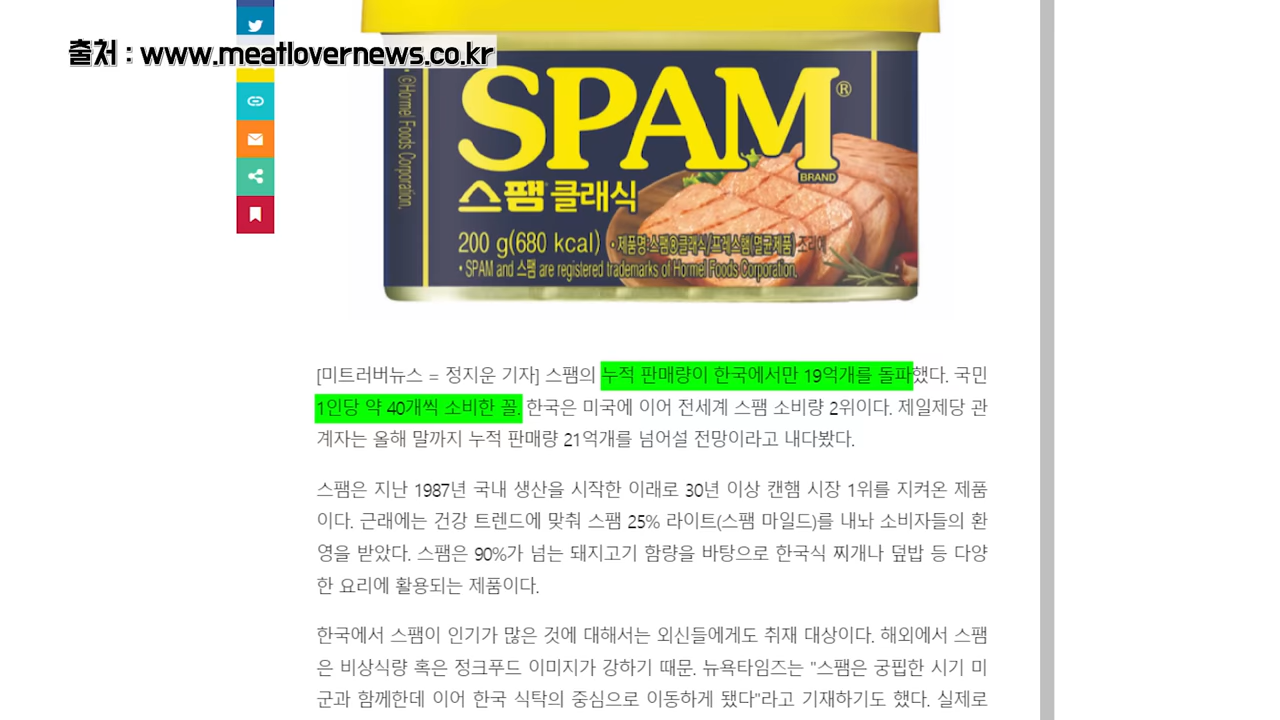 출처 : www.meatlovernews.co.kr
©Hormel Foods Corporation.
SPAM®
BRAND
스팸® 클래식
200 g(680 kcal) • 제품명:스팸®클래식/프레스햄(멸균제품)
• SPAM and 스팸 are registered trademarks of Hormel Foods Corporation.
[미트러버뉴스 = 정지운 기자] 스팸의 누적 판매량이 한국에서만 19억개를 돌파했다. 국민
1인당 약 40개씩 소비한 꼴. 한국은 미국에 이어 전세계 스팸 소비량 2위이다. 제일제당 관
계자는 올해 말까지 누적 판매량 21억개를 넘어설 전망이라고 내다봤다.
스팸은 지난 1987년 국내 생산을 시작한 이래로 30년 이상 캔햄 시장 1위를 지켜온 제품
이다. 근래에는 건강 트렌드에 맞춰 스팸 25% 라이트(스팸 마일드)를 내놔 소비자들의 환
영을 받았다. 스팸은 90%가 넘는 돼지고기 함량을 바탕으로 한국식 찌개나 덮밥 등 다양
한 요리에 활용되는 제품이다.
한국에서 스팸이 인기가 많은 것에 대해서는 외신들에게도 취재 대상이다. 해외에서 스팸
은 비상식량 혹은 정크푸드 이미지가 강하기 때문. 뉴욕타임즈는 "스팸은 궁핍한 시기 미
군과 함께한데 이어 한국 식탁의 중심으로 이동하게 됐다"라고 기재하기도 했다. 실제로